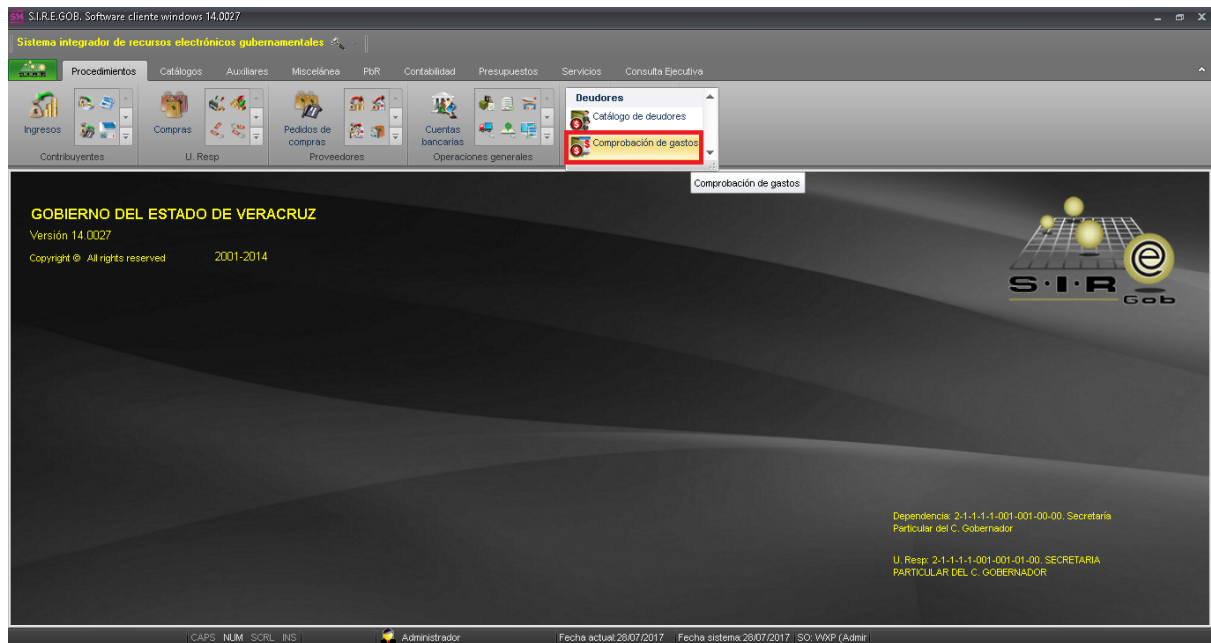 S.I.R.E.GOB. Software cliente windows 14.0027
Sistema integrador de recursos electrónicos gubernamentales
Procedimientos Catálogos Auxiliares Miscelánea PbR Contabilidad Presupuestos Servicios Consulta Ejecutiva
Ingresos
Contribuyentes
Compras
U. Resp
Pedidos de
compras
Proveedores
Cuentas
bancarias
Operaciones generales
Deudores
Catálogo de deudores
Comprobación de gastos
Comprobación de gastos
GOBIERNO DEL ESTADO DE VERACRUZ
Versión 14.0027
Copyright © All rights reserved 2001-2014
S·I·R e
Gob
Dependencia: 2-1-1-1-1-001-001-00-00. Secretaría
Particular del C. Gobernador
U. Resp: 2-1-1-1-1-001-001-01-00. SECRETARIA
PARTICULAR DEL C. GOBERNADOR
CAPS NUM SCRL INS Administrador Fecha actual:28/07/2017 Fecha sistema:28/07/2017 SO: WXP (Admir